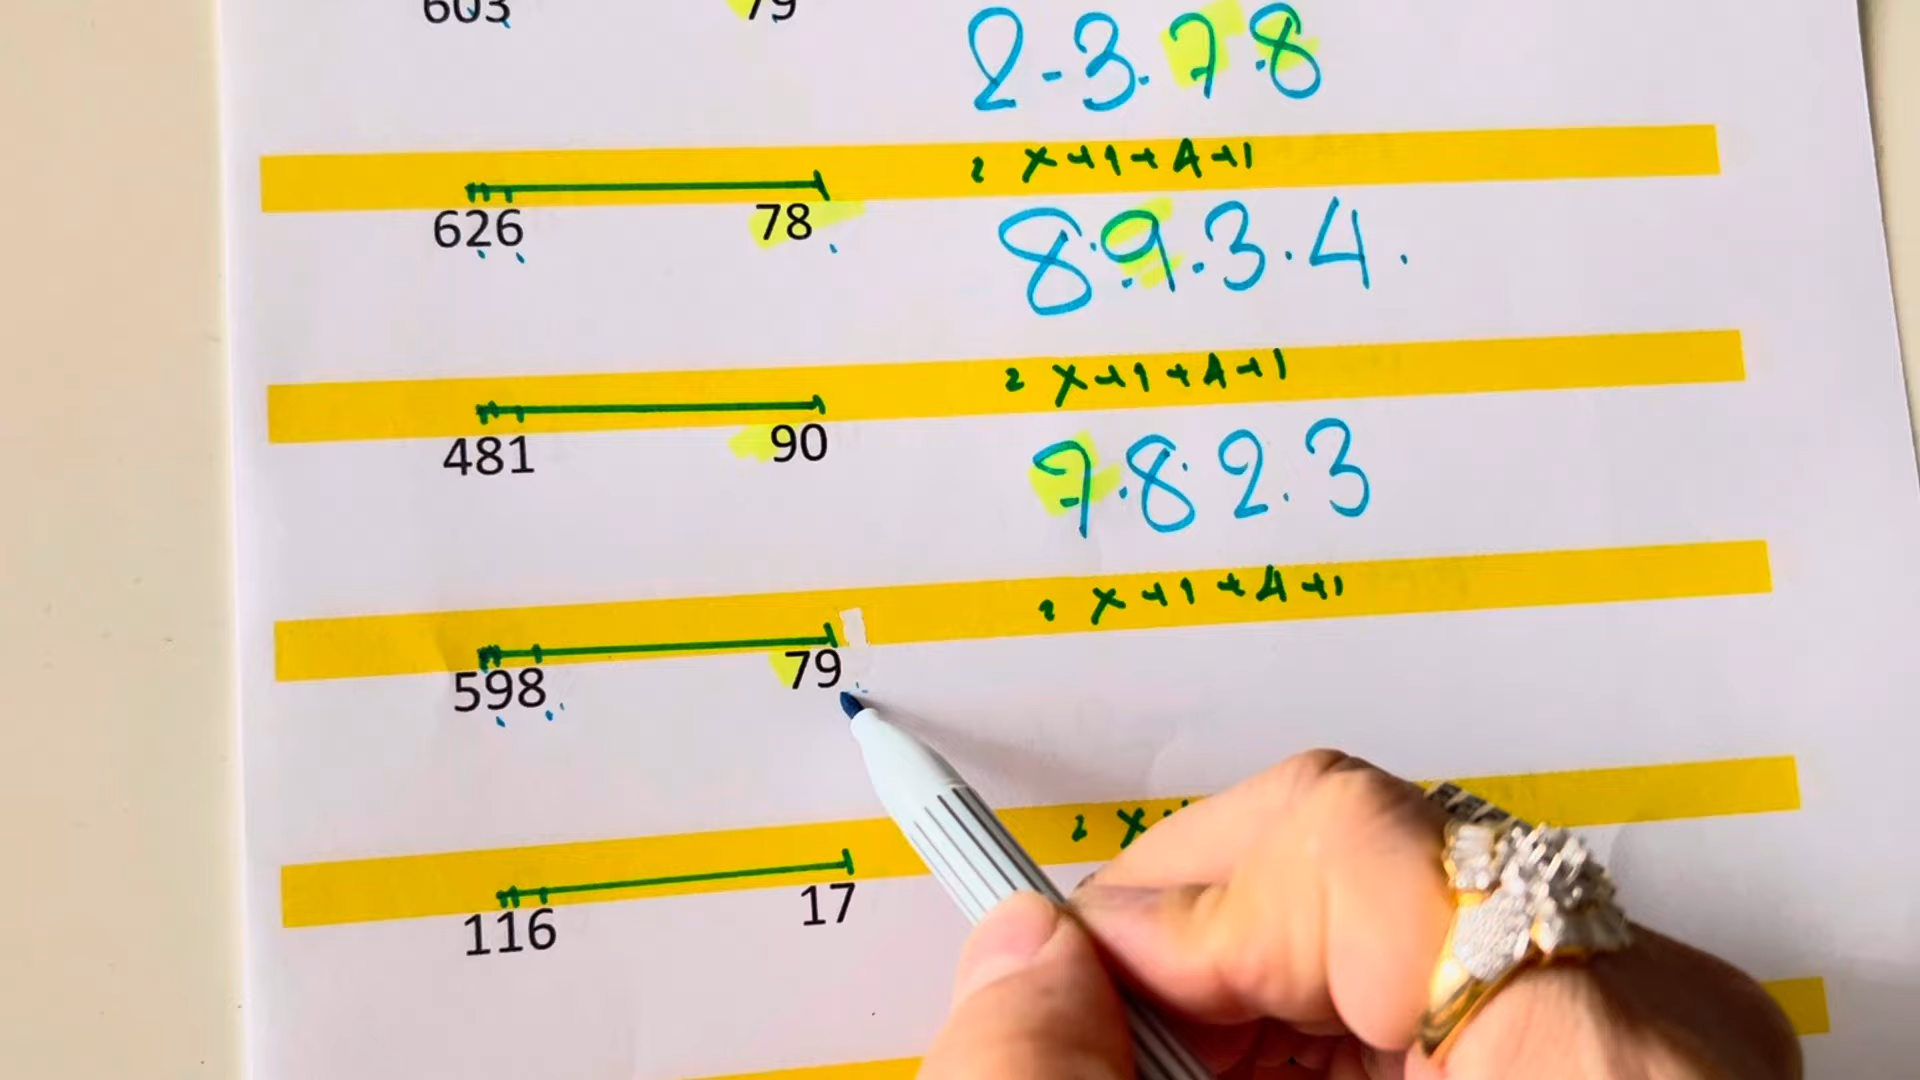 603 79
2-3.7.8
2 x+1+A+1
626 78
8.9.3.4.
2 x+1+A+1
481 90
7.8.2.3
2 x+1+A+1
598 79
2 x
116 17